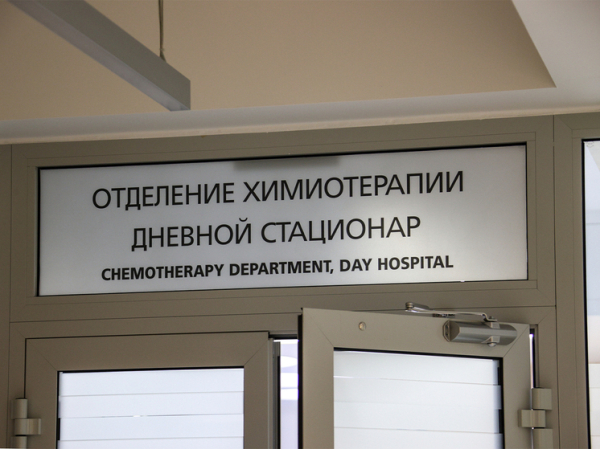 ОТДЕЛЕНИЕ ХИМИОТЕРАПИИ
ДНЕВНОЙ СТАЦИОНАР
CHEMOTHERAPY DEPARTMENT, DAY HOSPITAL